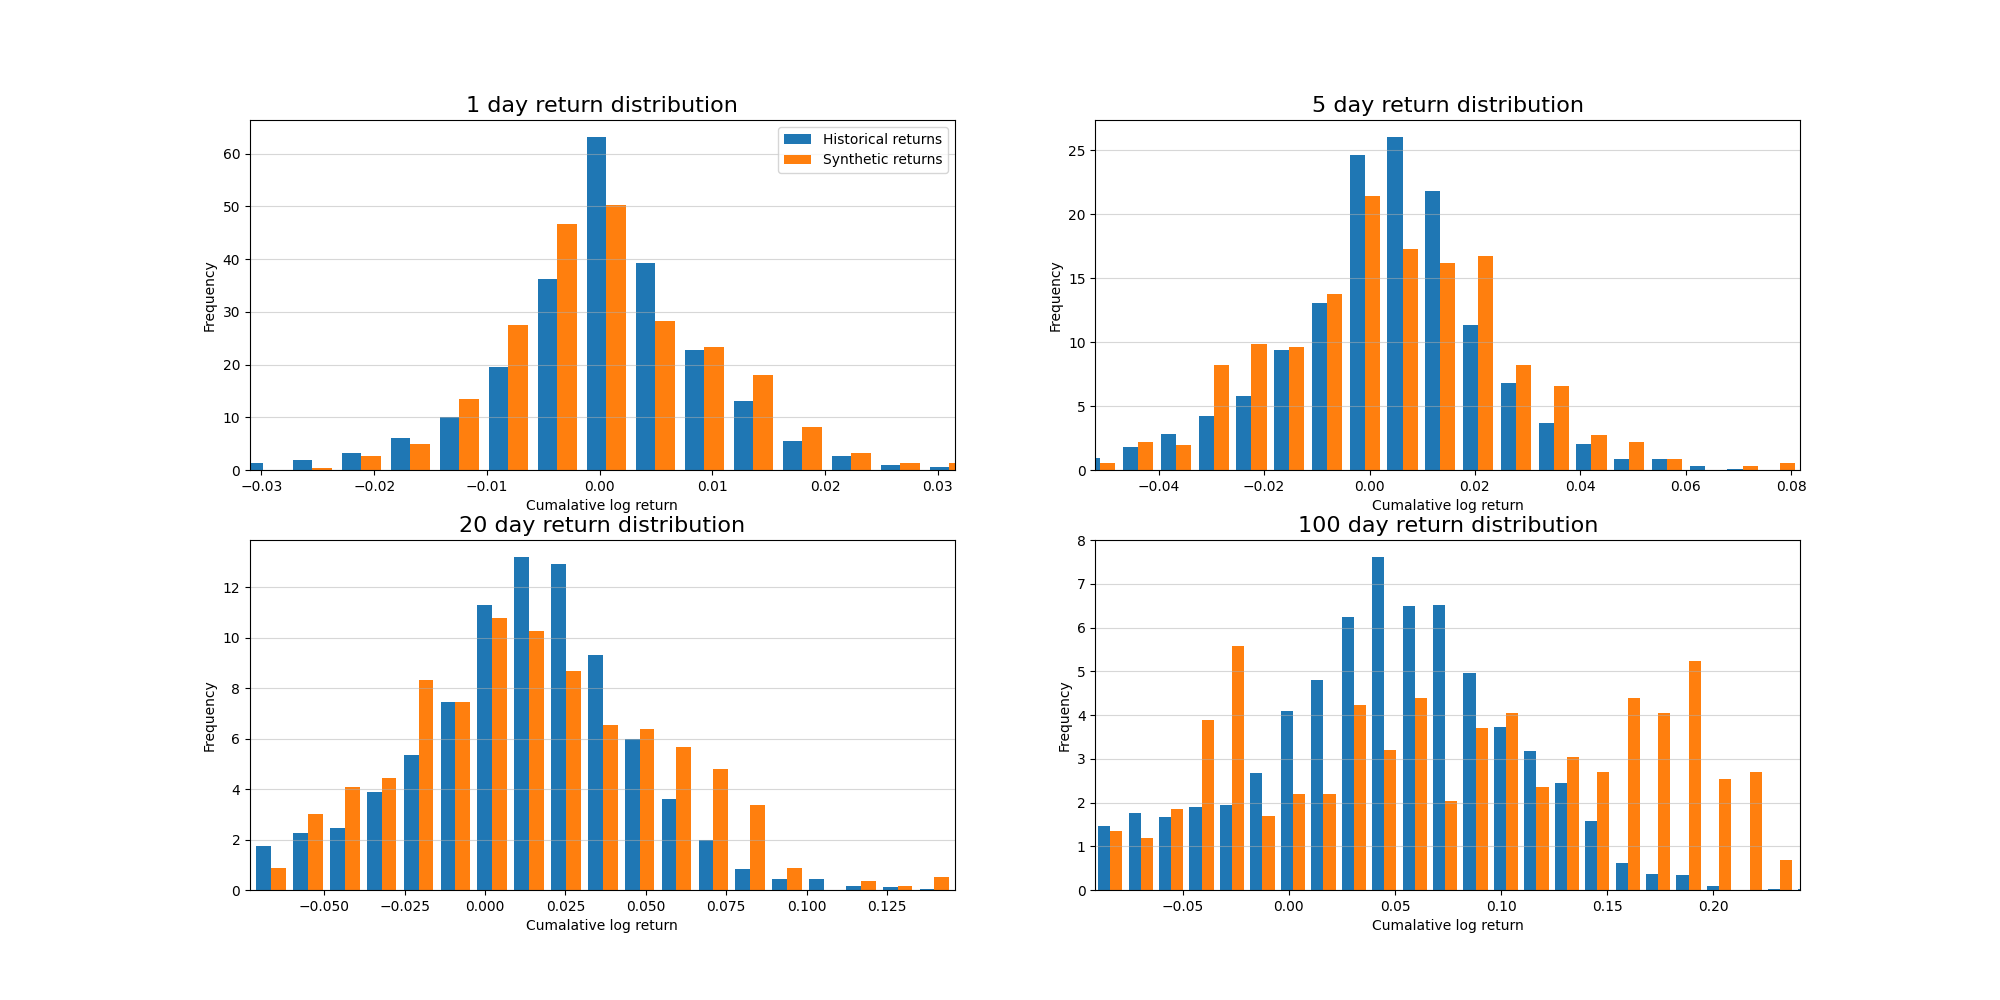 1 day return distribution
Historical returns
Synthetic returns
Frequency
60
50
40
30
20
10
0
−0.03 −0.02 −0.01 0.00 0.01 0.02 0.03
Cumalative log return
5 day return distribution
Frequency
25
20
15
10
5
0
−0.04 −0.02 0.00 0.02 0.04 0.06 0.08
Cumalative log return
20 day return distribution
Frequency
12
10
8
6
4
2
0
−0.050 −0.025 0.000 0.025 0.050 0.075 0.100 0.125
Cumalative log return
100 day return distribution
Frequency
8
7
6
5
4
3
2
1
0
−0.05 0.00 0.05 0.10 0.15 0.20
Cumalative log return